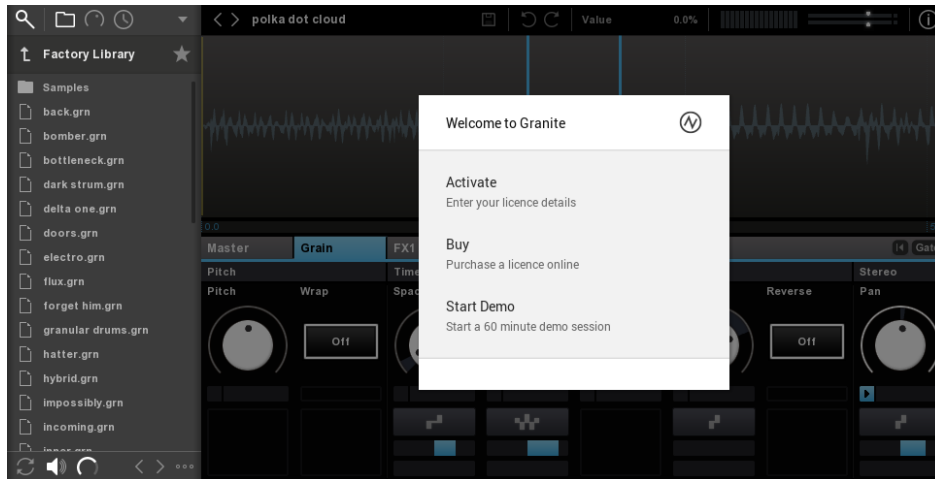 polka dot cloud
Value
0.0%
Factory Library
Samples
back.grn
bomber.grn
bottleneck.grn
dark strum.grn
delta one.grn
doors.grn
electro.grn
flux.grn
forget him.grn
granular drums.grn
hatter.grn
hybrid.grn
impossibly.grn
incoming.grn
Welcome to Granite
Activate
Enter your licence details
Buy
Purchase a licence online
Start Demo
Start a 60 minute demo session
0.0
Master
Grain
FX1
Pitch
Time
Stereo
Pitch
Wrap
Reverse
Pan
Off
Off